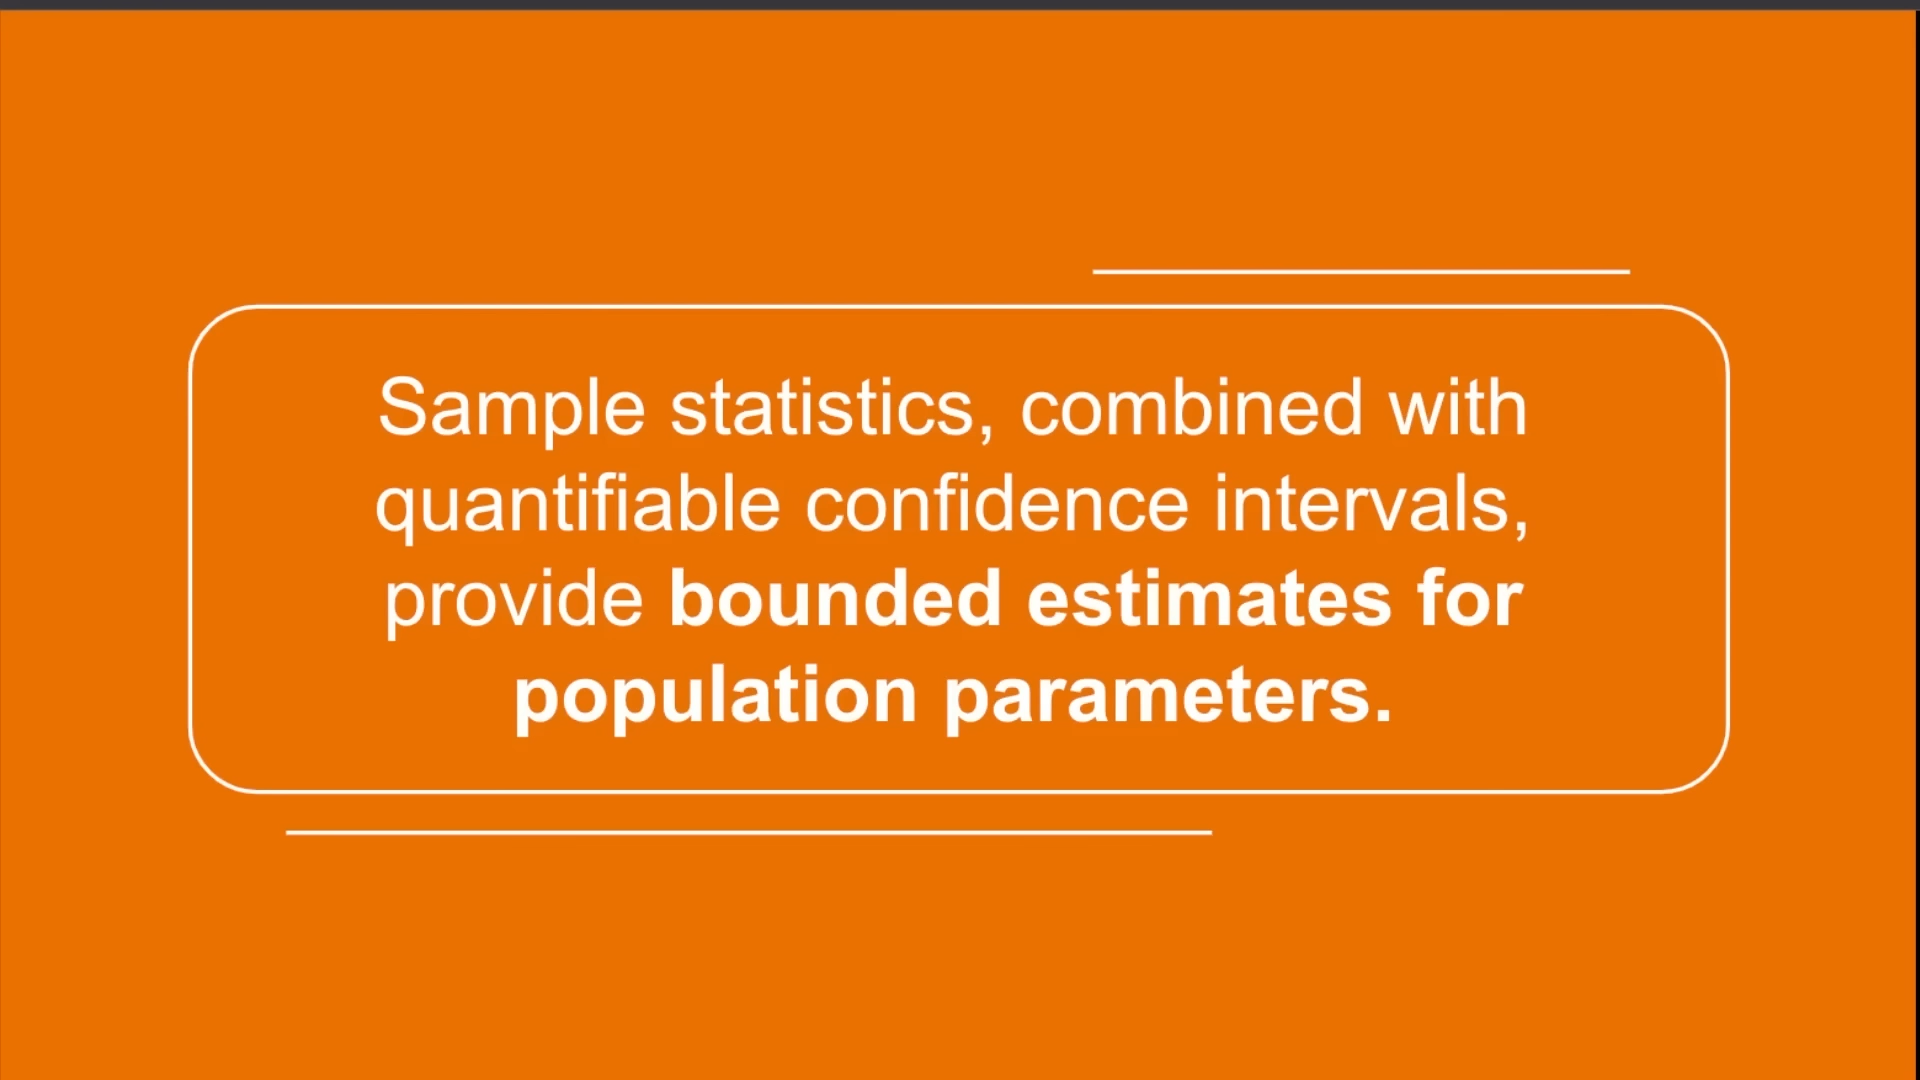 Sample statistics, combined with
quantifiable confidence intervals,
provide bounded estimates for
population parameters.